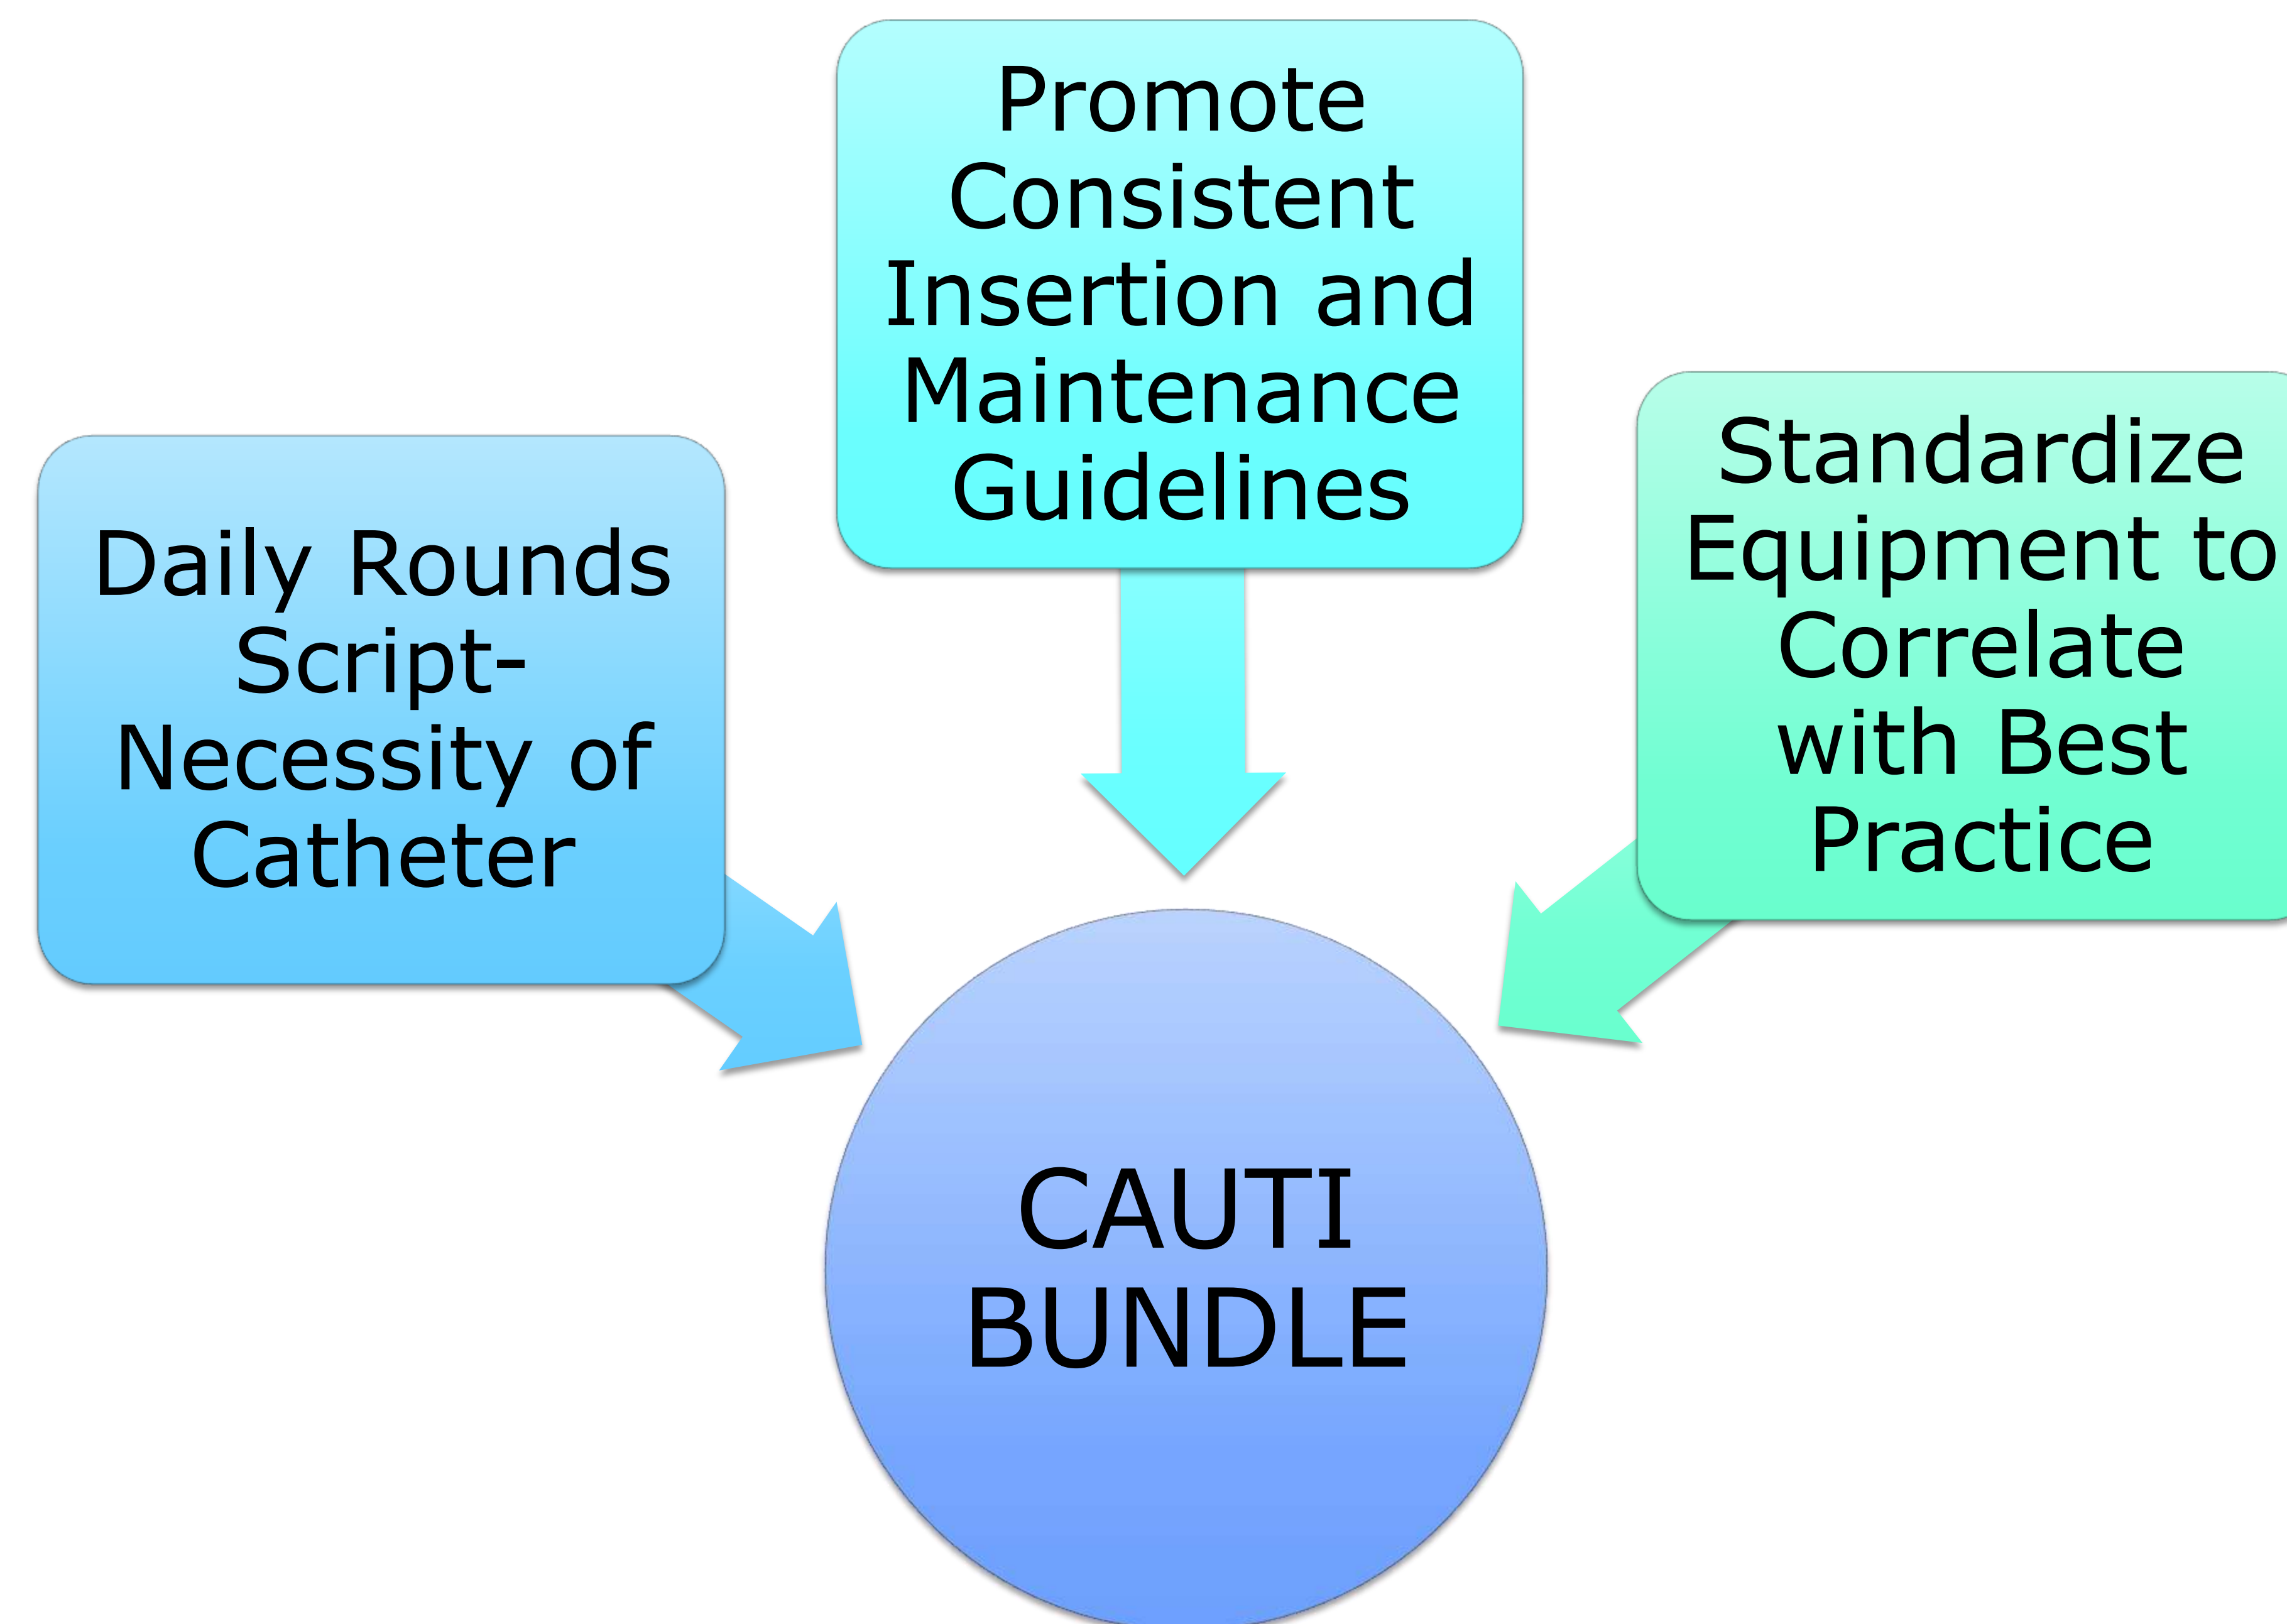 Daily Rounds
Script-
Necessity of
Catheter
Promote
Consistent
Insertion and
Maintenance
Guidelines
Standardize
Equipment to
Correlate
with Best
Practice
CAUTI
BUNDLE